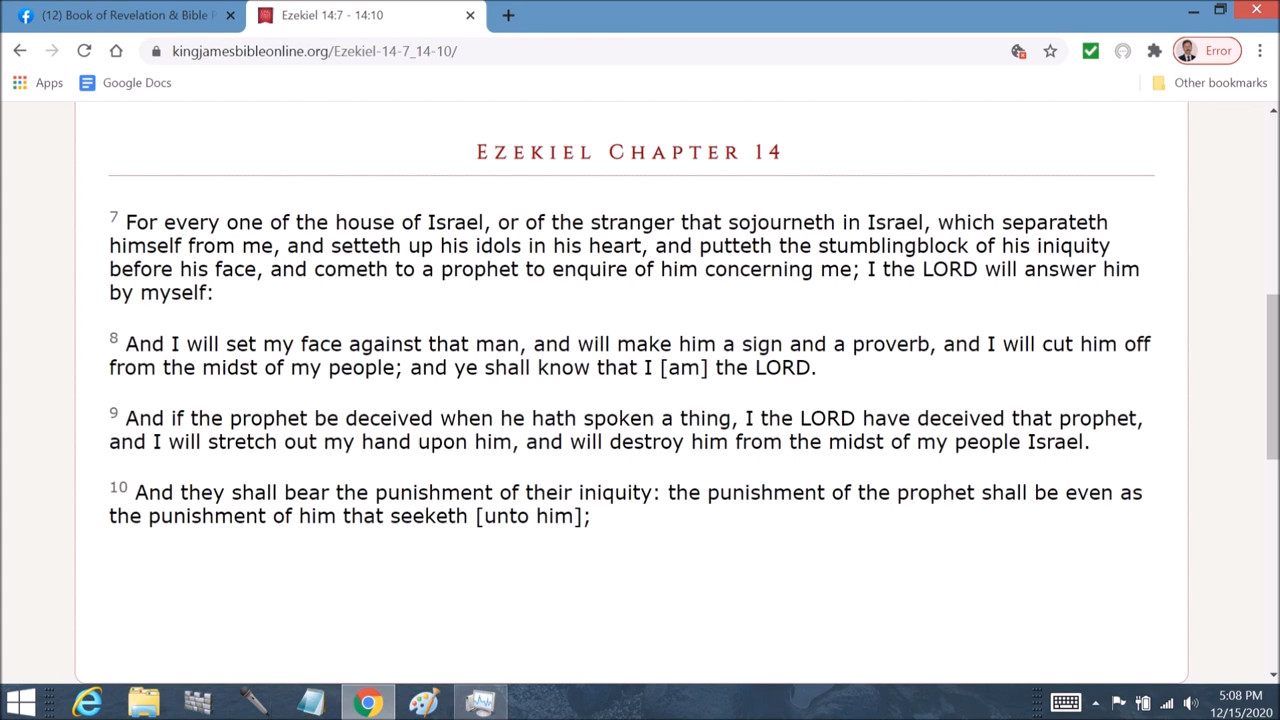 (12) Book of Revelation & Bible P
Ezekiel 14:7 - 14:10
kingjamesbibleonline.org/Ezekiel-14-7_14-10/
Error
Apps
Google Docs
Other bookmarks
EZEKIEL CHAPTER 14
7 For every one of the house of Israel, or of the stranger that sojourneth in Israel, which separateth
himself from me, and setteth up his idols in his heart, and putteth the stumblingblock of his iniquity
before his face, and cometh to a prophet to enquire of him concerning me; I the LORD will answer him
by myself:
8 And I will set my face against that man, and will make him a sign and a proverb, and I will cut him off
from the midst of my people; and ye shall know that I [am] the LORD.
9 And if the prophet be deceived when he hath spoken a thing, I the LORD have deceived that prophet,
and I will stretch out my hand upon him, and will destroy him from the midst of my people Israel.
10 And they shall bear the punishment of their iniquity: the punishment of the prophet shall be even as
the punishment of him that seeketh [unto him];
5:08 PM
12/15/2020